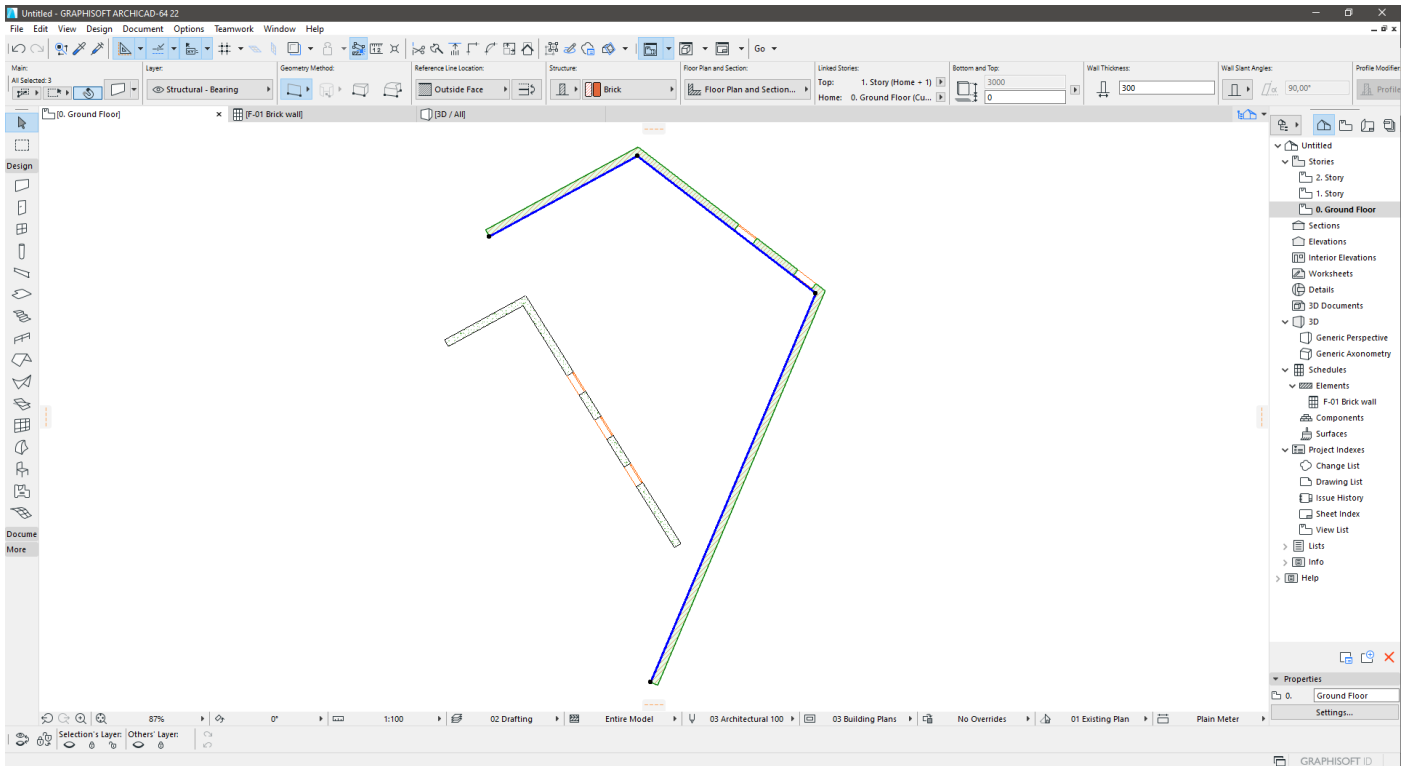 Untitled - GRAPHISOFT ARCHICAD-64 22
File Edit View Design Document Options Teamwork Window Help
Go
Main:
All Selected: 3
Layer:
Structural - Bearing
Geometry Method:
Reference Line Location:
Outside Face
Structure:
Brick
Floor Plan and Section:
Floor Plan and Section...
Linked Stories:
Top: 1. Story (Home + 1)
Home: 0. Ground Floor (Cu...
Bottom and Top:
3000
0
Wall Thickness:
300
Wall Slant Angles:
90,00°
Profile Modifier
Profile
[0. Ground Floor]
[F-01 Brick wall]
[3D / All]
Design
Docume
More
Untitled
Stories
2. Story
1. Story
0. Ground Floor
Sections
Elevations
Interior Elevations
Worksheets
Details
3D Documents
3D
Generic Perspective
Generic Axonometry
Schedules
Elements
F-01 Brick wall
Components
Surfaces
Project Indexes
Change List
Drawing List
Issue History
Sheet Index
View List
Lists
Info
Help
Properties
0. Ground Floor
Settings...
87% 0° 1:100 02 Drafting Entire Model 03 Architectural 100 03 Building Plans No Overrides 01 Existing Plan Plain Meter
Selection's Layer: Others' Layer:
GRAPHISOFT ID